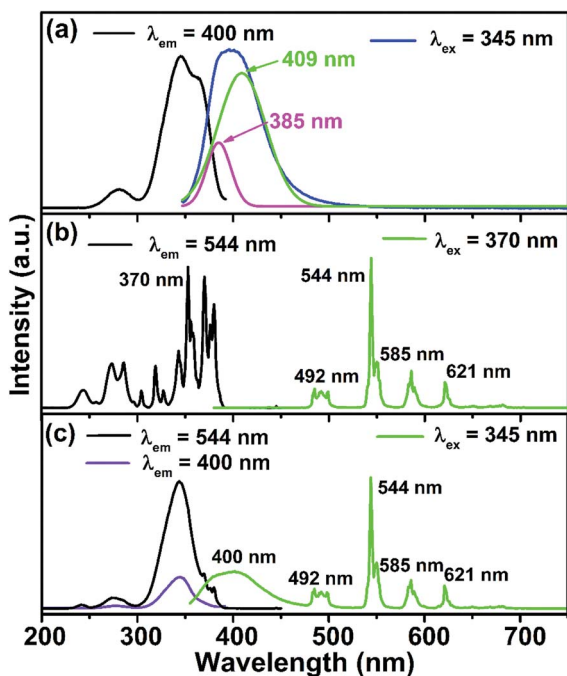 (a)
λem = 400 nm
λex = 345 nm
409 nm
385 nm
(b)
λem = 544 nm
λex = 370 nm
370 nm
544 nm
492 nm
585 nm
621 nm
(c)
λem = 544 nm
λem = 400 nm
λex = 345 nm
400 nm
544 nm
492 nm
585 nm
621 nm
Intensity (a.u.)
200 300 400 500 600 700
Wavelength (nm)